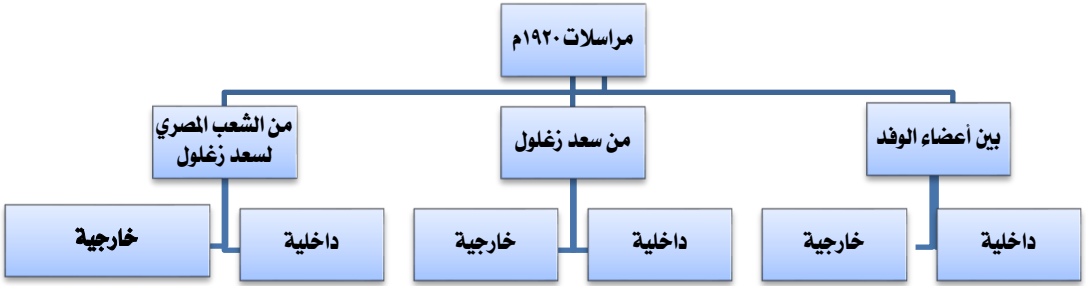 مراسلات ١٩٢٠م
بين أعضاء الوفد
من سعد زغلول
من الشعب المصري
لسعد زغلول
داخلية
خارجية
داخلية
خارجية
داخلية
خارجية